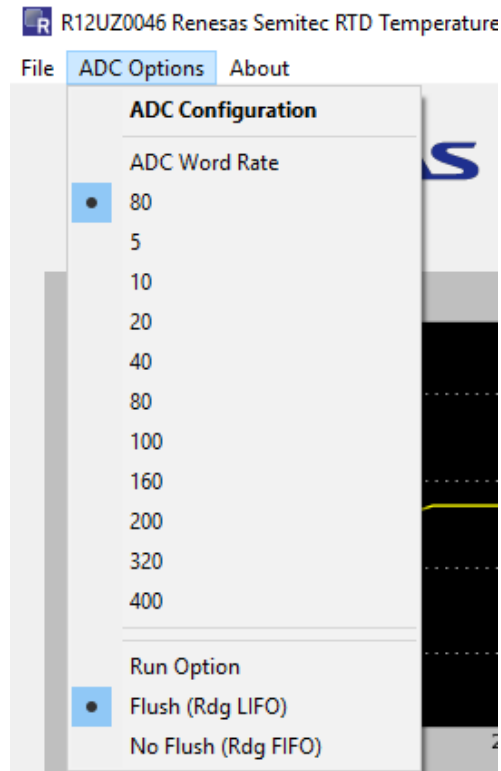 R12UZ0046 Renesas Semitec RTD Temperature
File ADC Options About
ADC Configuration
ADC Word Rate
80
5
10
20
40
80
100
160
200
320
400
Run Option
Flush (Rdg LIFO)
No Flush (Rdg FIFO)
2